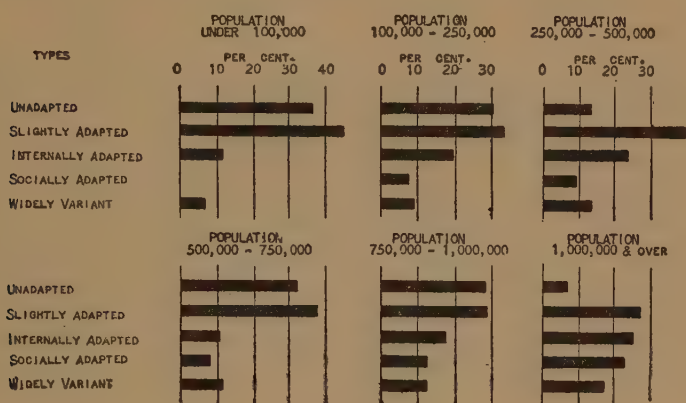 POPULATION
UNDER 100,000
POPULATION
100,000 - 250,000
POPULATION
250,000 - 500,000
TYPES
PER CENT.
0 10 20 30 40
PER CENT.
0 10 20 30
PER CENT.
0 10 20 30
UNADAPTED
SLIGHTLY ADAPTED
INTERNALLY ADAPTED
SOCIALLY ADAPTED
WIDELY VARIANT
POPULATION
500,000 - 750,000
POPULATION
750,000 - 1,000,000
POPULATION
1,000,000 & OVER
UNADAPTED
SLIGHTLY ADAPTED
INTERNALLY ADAPTED
SOCIALLY ADAPTED
WIDELY VARIANT